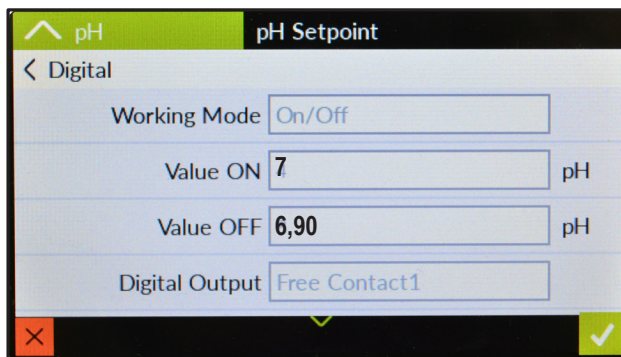 pH pH Setpoint
Digital
Working Mode On/Off
Value ON 7 pH
Value OFF 6,90 pH
Digital Output Free Contact1